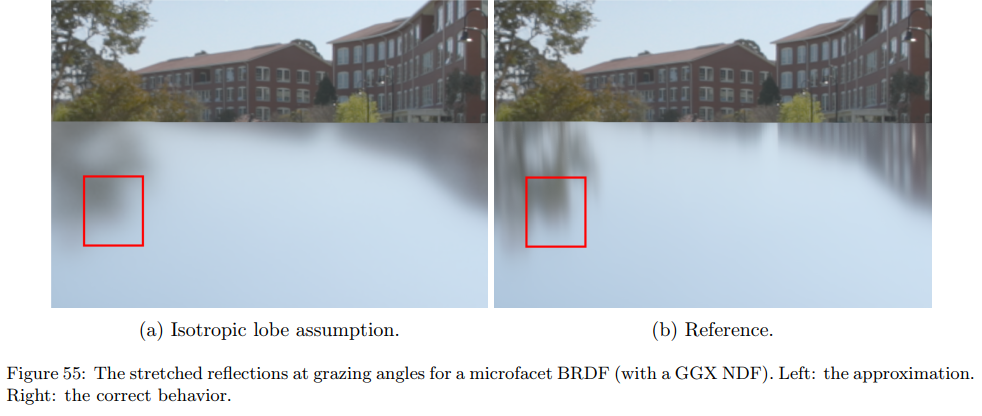 (a) Isotropic lobe assumption.
(b) Reference.
Figure 55: The stretched reflections at grazing angles for a microfacet BRDF (with a GGX NDF). Left: the approximation.
Right: the correct behavior.